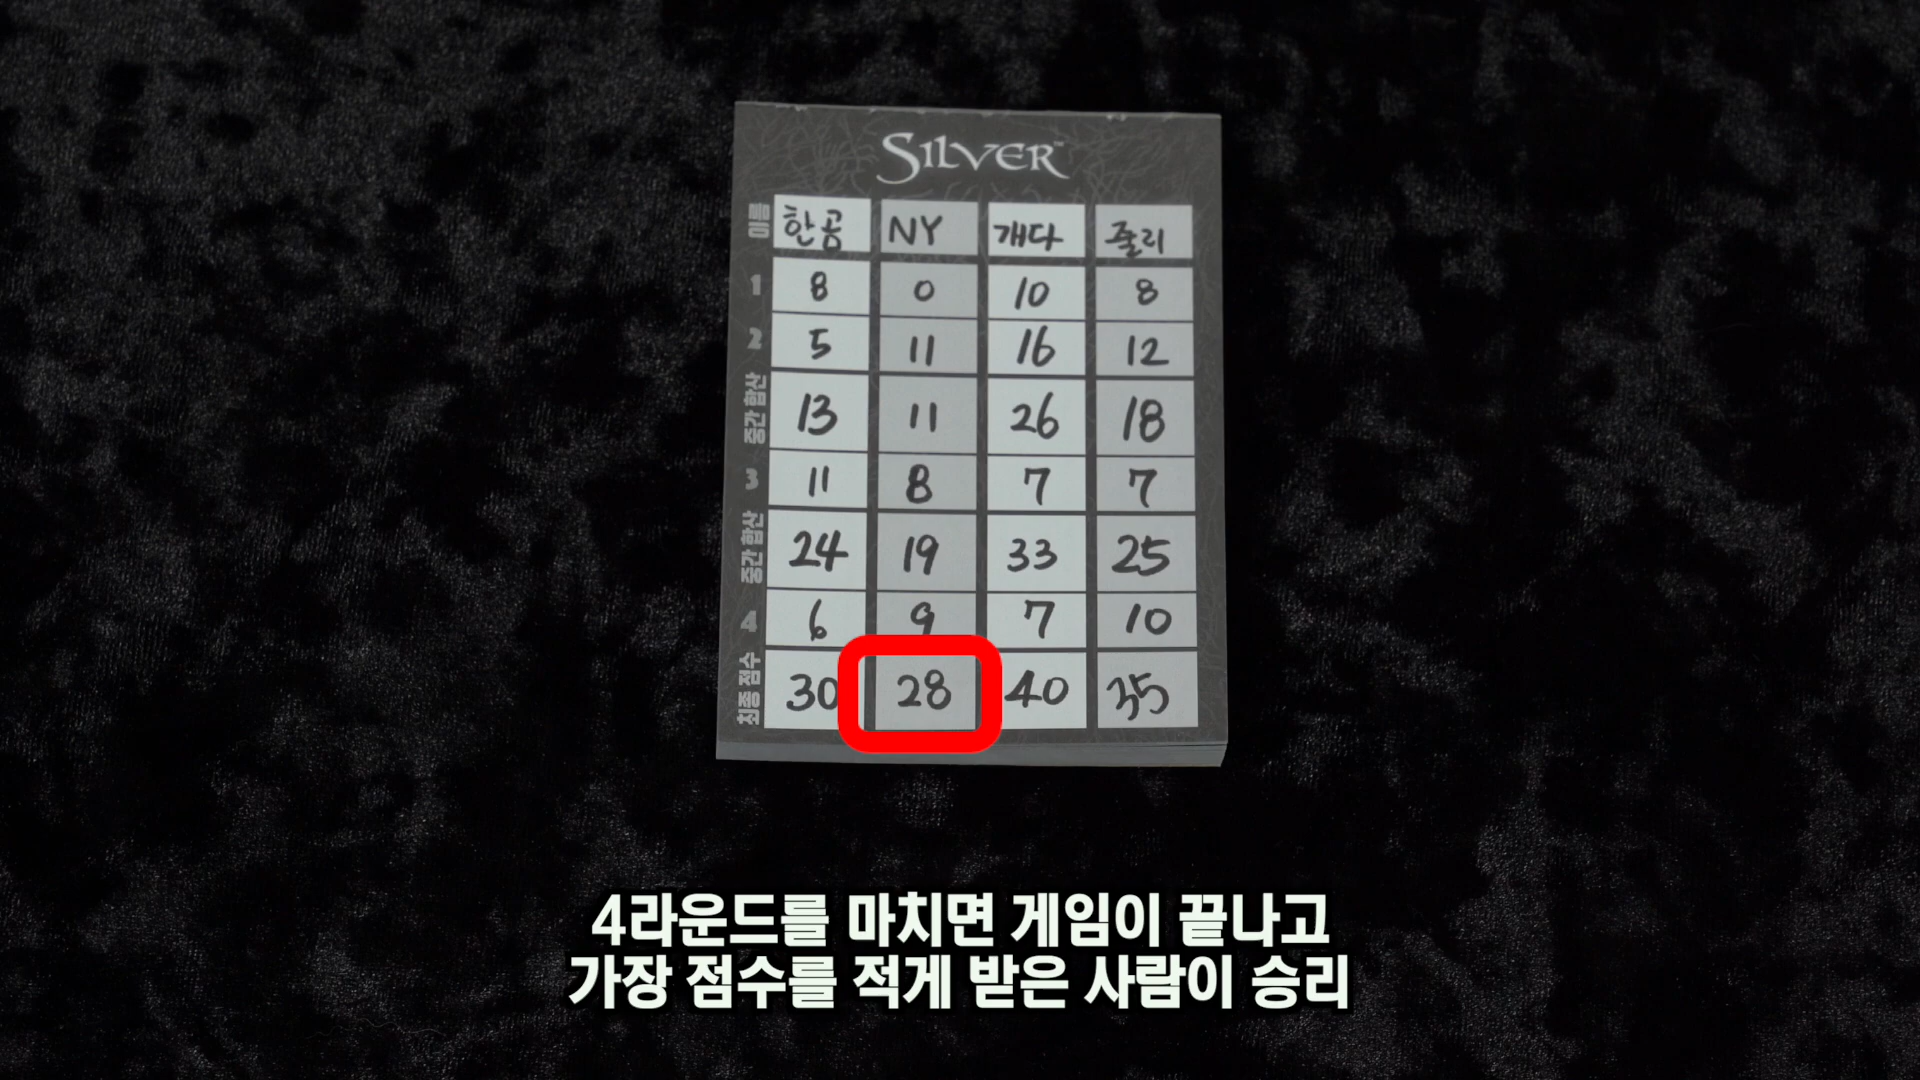 SILVER™
이름 한곰 NY 개다 줄리
1 8 0 10 8
2 5 11 16 12
중간 합산 13 11 26 18
3 11 8 7 7
중간 합산 24 19 33 25
4 6 9 7 10
최종 점수 30 28 40 35
4라운드를 마치면 게임이 끝나고
가장 점수를 적게 받은 사람이 승리